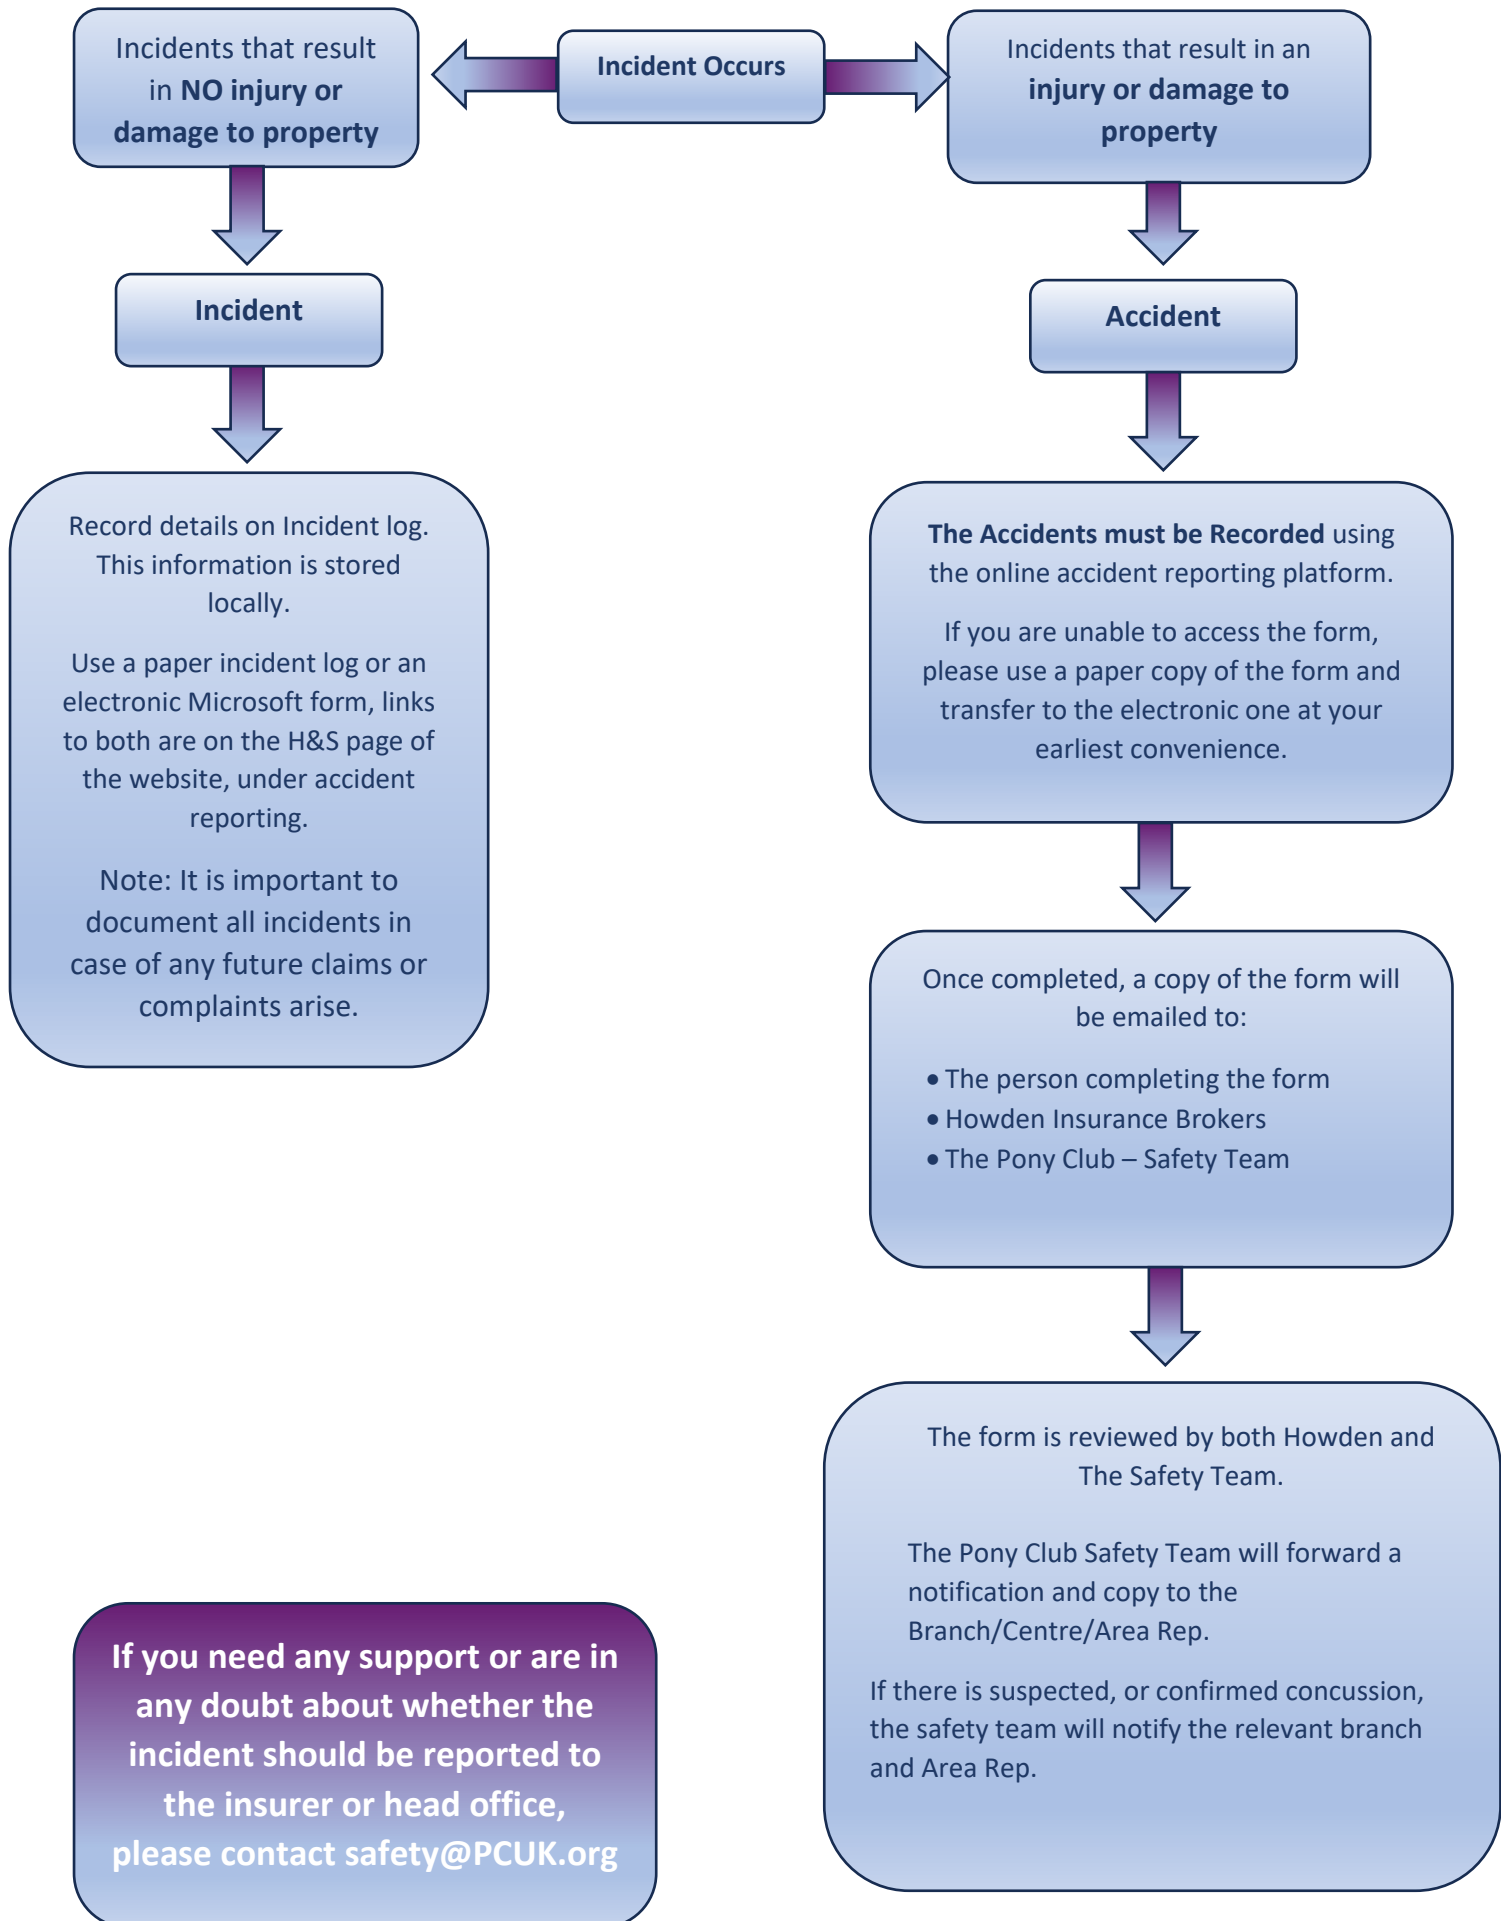 Incident Occurs
Incidents that result
in NO injury or
damage to property
Incident
Record details on Incident log.
This information is stored
locally.
Use a paper incident log or an
electronic Microsoft form, links
to both are on the H&S page of
the website, under accident
reporting.
Note: It is important to
document all incidents in
case of any future claims or
complaints arise.
Incidents that result in an
injury or damage to
property
Accident
The Accidents must be Recorded using
the online accident reporting platform.
If you are unable to access the form,
please use a paper copy of the form and
transfer to the electronic one at your
earliest convenience.
Once completed, a copy of the form will
be emailed to:
• The person completing the form
• Howden Insurance Brokers
• The Pony Club – Safety Team
The form is reviewed by both Howden and
The Safety Team.
The Pony Club Safety Team will forward a
notification and copy to the
Branch/Centre/Area Rep.
If there is suspected, or confirmed concussion,
the safety team will notify the relevant branch
and Area Rep.
If you need any support or are in
any doubt about whether the
incident should be reported to
the insurer or head office,
please contact safety@PCUK.org